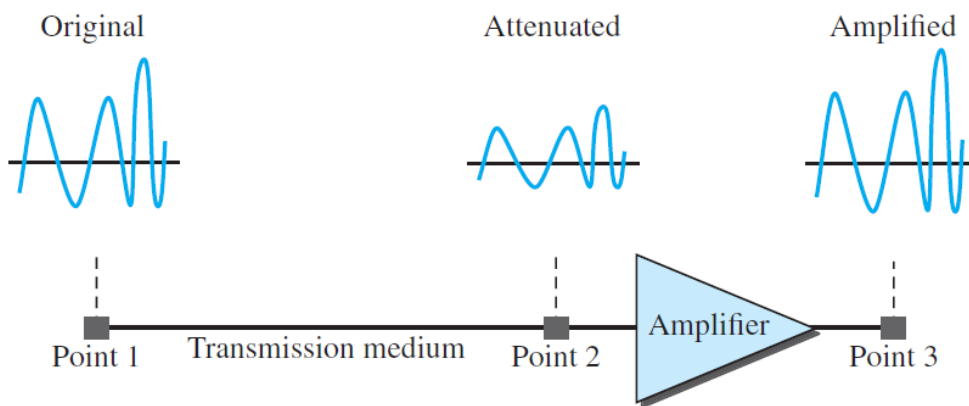 Original
Attenuated
Amplified
Amplifier
Point 1
Transmission medium
Point 2
Point 3